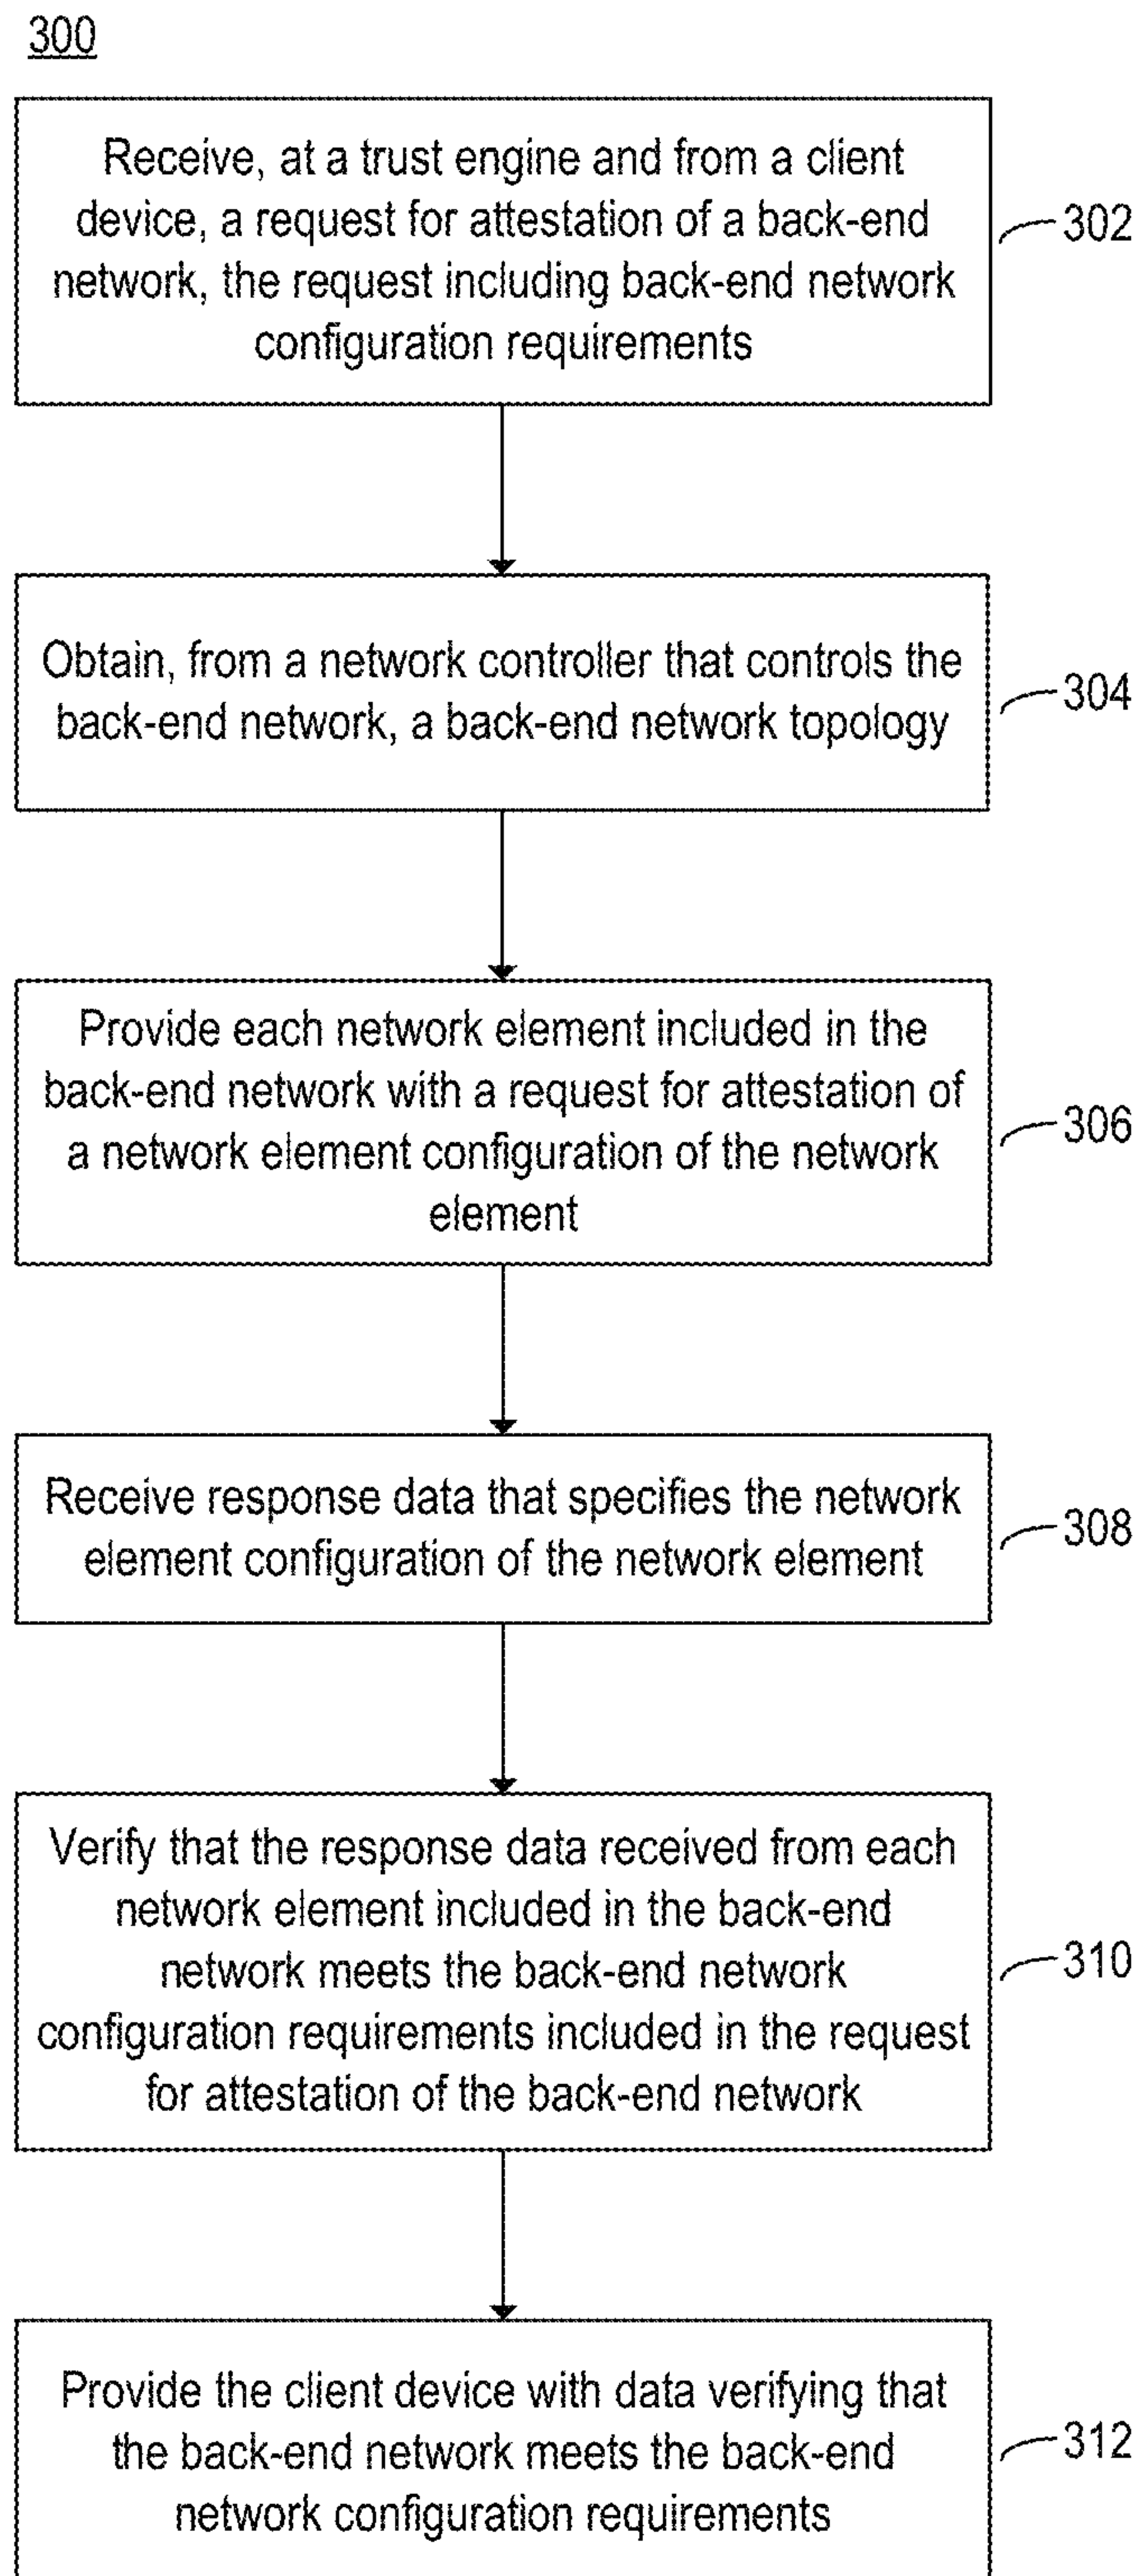 300
Receive, at a trust engine and from a client
device, a request for attestation of a back-end
network, the request including back-end network
configuration requirements
302
Obtain, from a network controller that controls the
back-end network, a back-end network topology
304
Provide each network element included in the
back-end network with a request for attestation of
a network element configuration of the network
element
306
Receive response data that specifies the network
element configuration of the network element
308
Verify that the response data received from each
network element included in the back-end
network meets the back-end network
configuration requirements included in the request
for attestation of the back-end network
310
Provide the client device with data verifying that
the back-end network meets the back-end
network configuration requirements
312